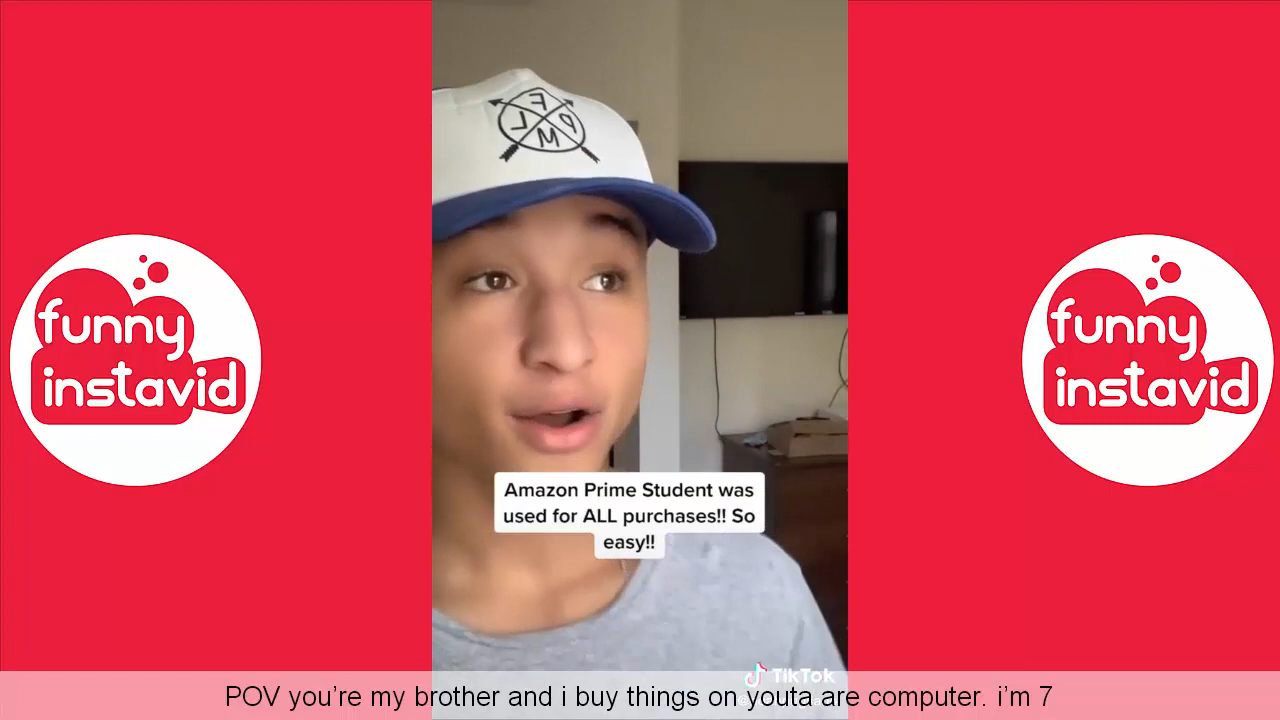 funny
instavid
F
L P
M
Amazon Prime Student was
used for ALL purchases!! So
easy!!
funny
instavid
TikTok
POV you’re my brother and i buy things on youta are computer. i’m 7